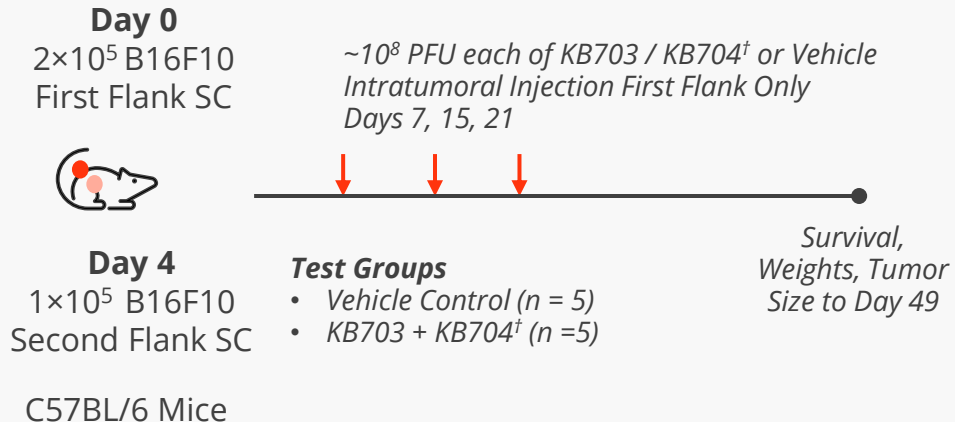 Day 0
2×10⁵ B16F10
First Flank SC
~10⁸ PFU each of KB703 / KB704† or Vehicle
Intratumoral Injection First Flank Only
Days 7, 15, 21
Day 4
1×10⁵ B16F10
Second Flank SC
C57BL/6 Mice
Test Groups
• Vehicle Control (n = 5)
• KB703 + KB704† (n =5)
Survival,
Weights, Tumor
Size to Day 49